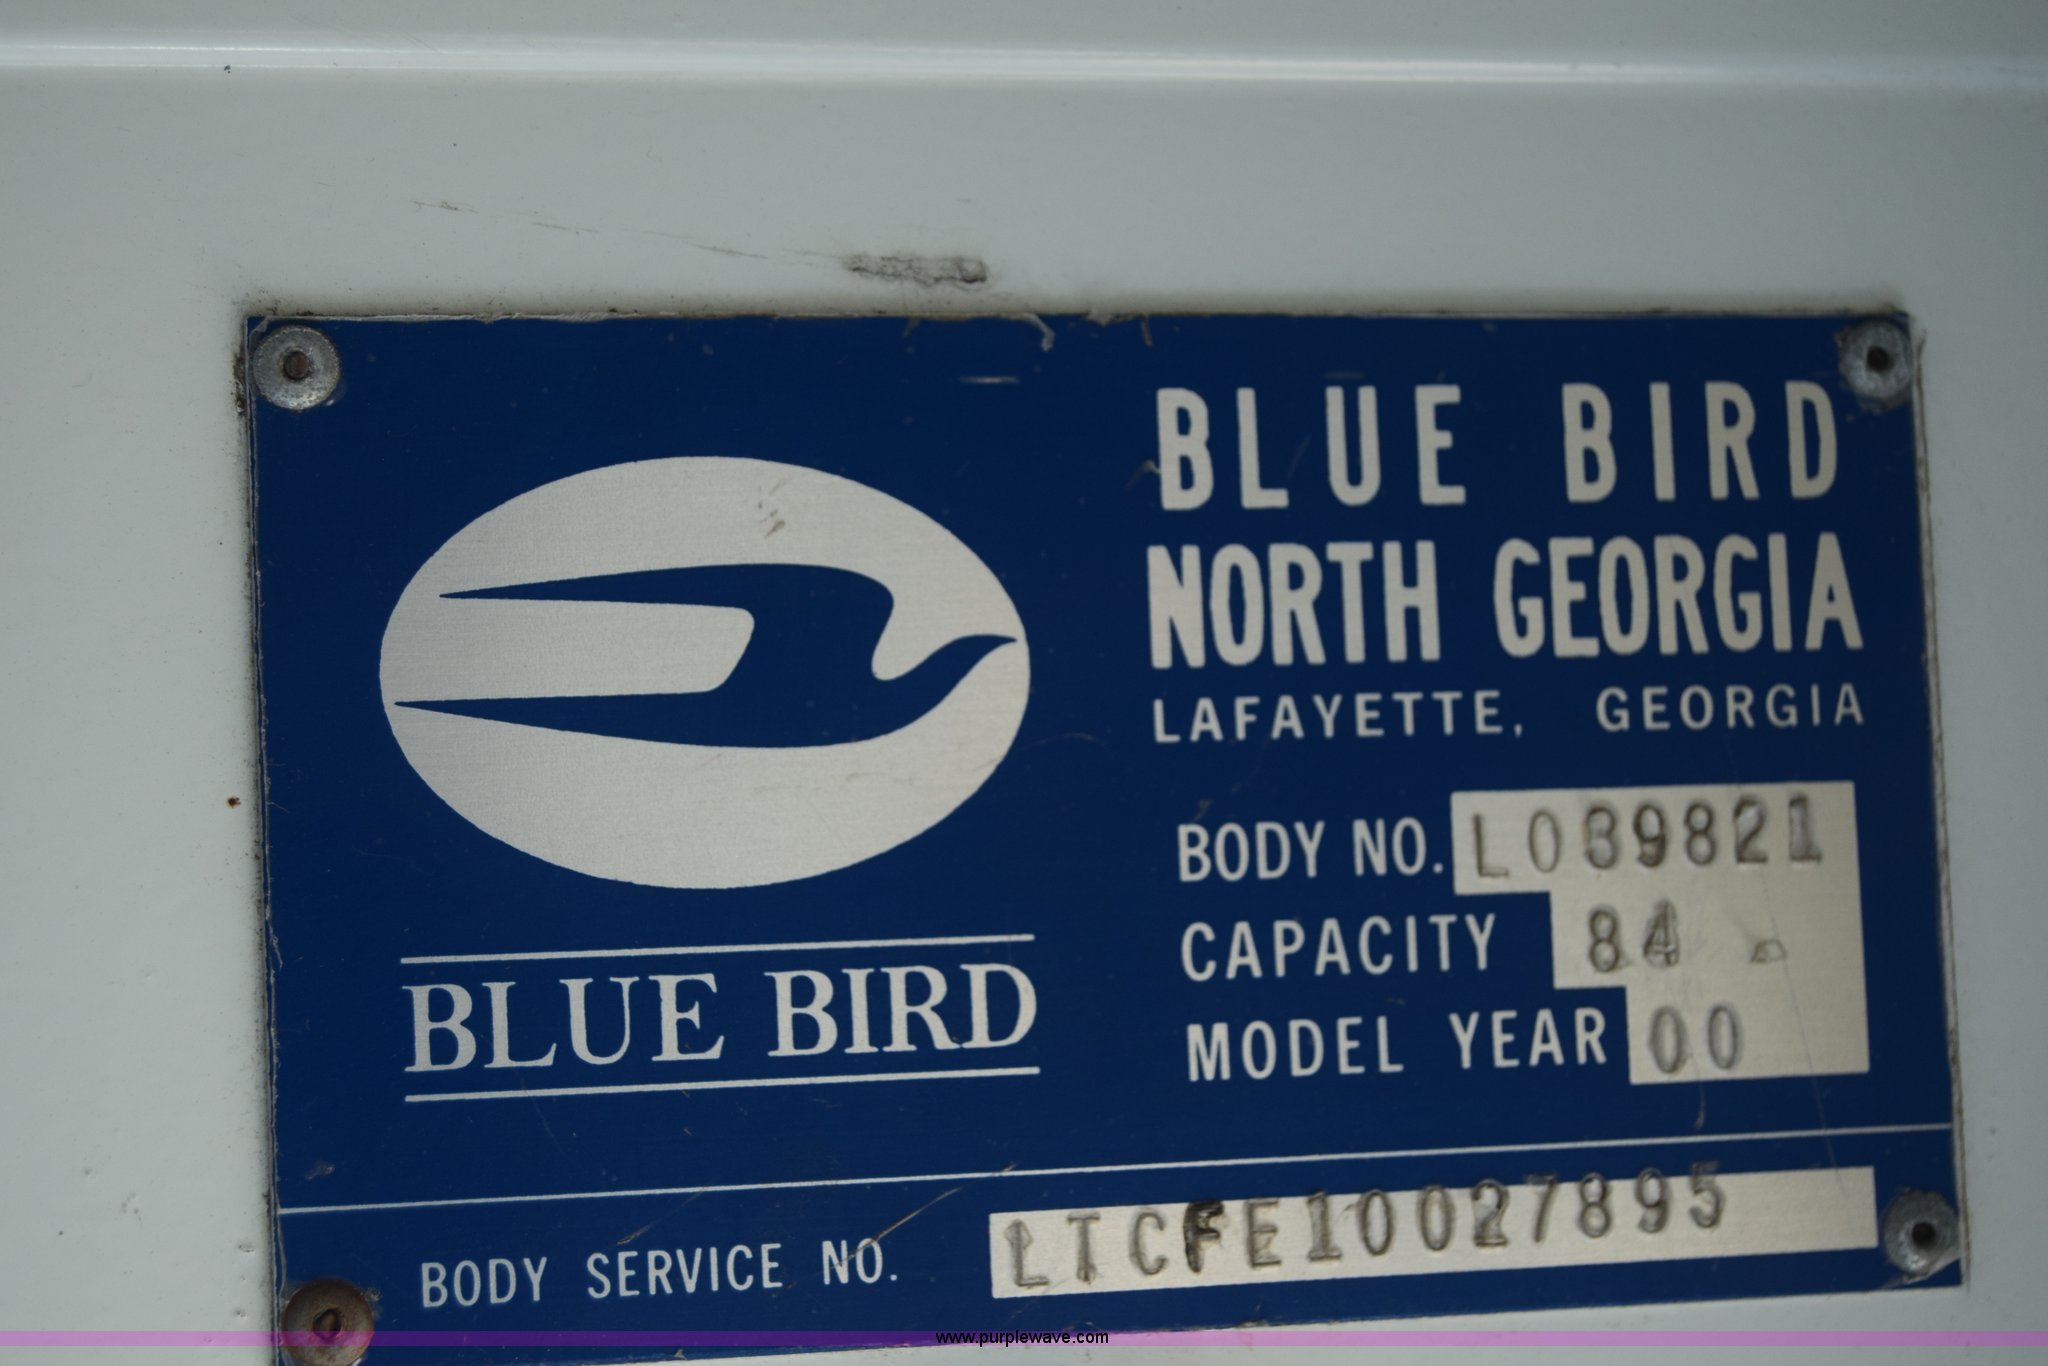 BLUE BIRD
NORTH GEORGIA
LAFAYETTE, GEORGIA
BODY NO. L039821
CAPACITY 84
MODEL YEAR 00
BLUE BIRD
BODY SERVICE NO. LTCFE10027895
www.purplewave.com